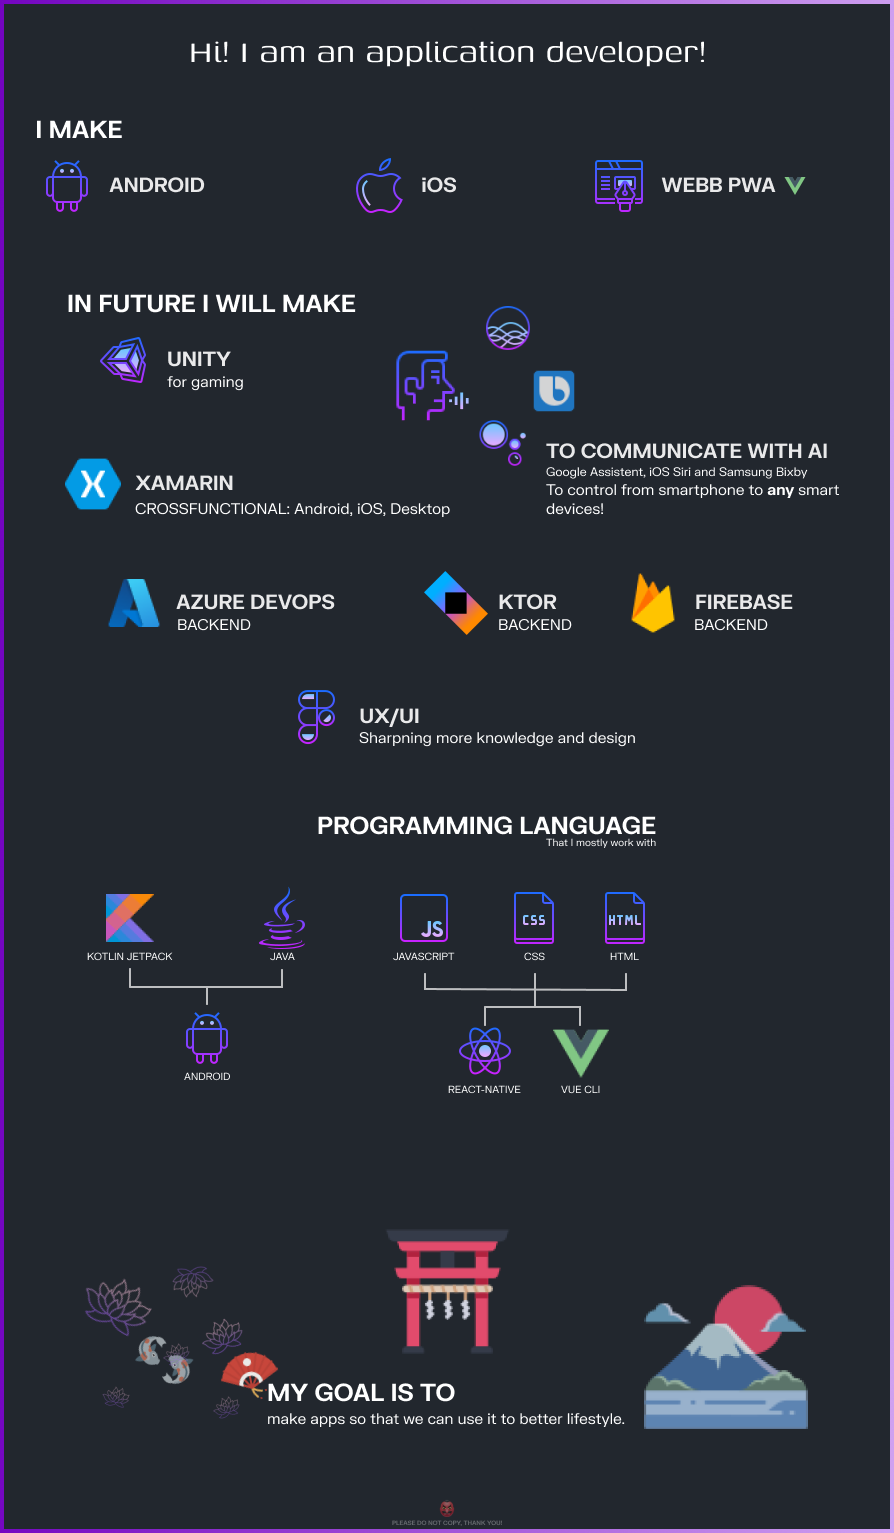 Hi! I am an application developer!
I MAKE
ANDROID
iOS
WEBB PWA
IN FUTURE I WILL MAKE
UNITY
for gaming
TO COMMUNICATE WITH AI
Google Assistent, iOS Siri and Samsung Bixby
To control from smartphone to any smart
devices!
XAMARIN
CROSSFUNCTIONAL: Android, iOS, Desktop
AZURE DEVOPS
BACKEND
KTOR
BACKEND
FIREBASE
BACKEND
UX/UI
Sharpning more knowledge and design
PROGRAMMING LANGUAGE
That I mostly work with
JS
CSS
HTML
KOTLIN JETPACK
JAVA
JAVASCRIPT
CSS
HTML
ANDROID
REACT-NATIVE
VUE CLI
MY GOAL IS TO
make apps so that we can use it to better lifestyle.
PLEASE DO NOT COPY, THANK YOU!